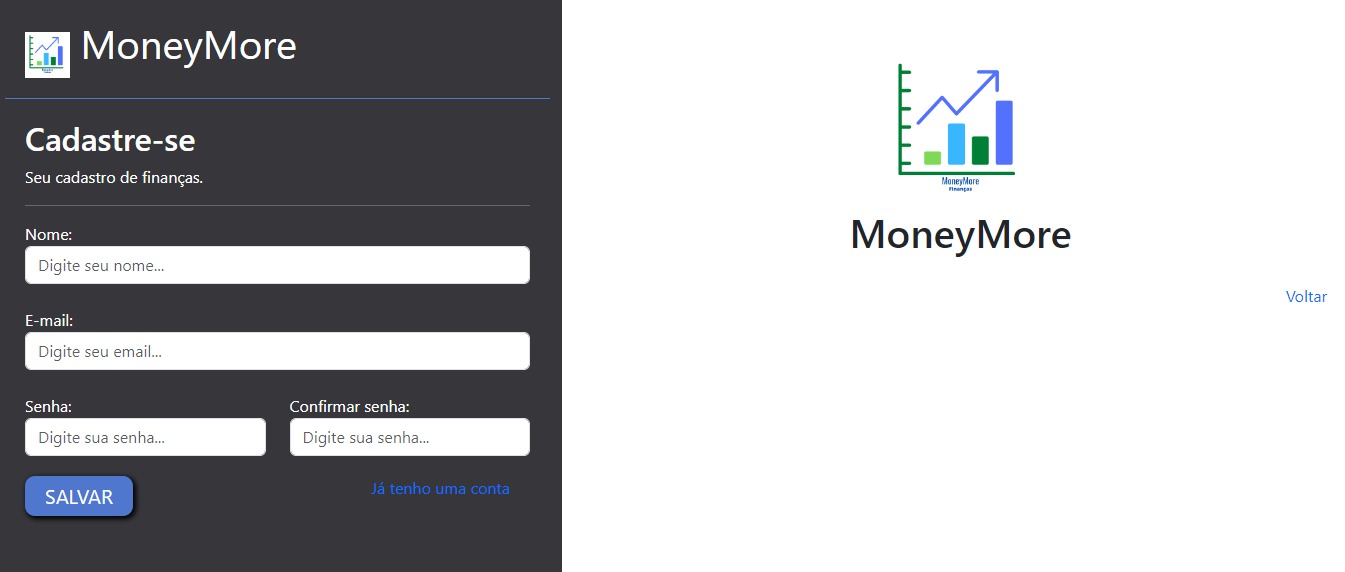 MoneyMore
Cadastre-se
Seu cadastro de finanças.
Nome:
Digite seu nome...
E-mail:
Digite seu email...
Senha:
Confirmar senha:
Digite sua senha...
Digite sua senha...
SALVAR
Já tenho uma conta
MoneyMore
Finanças
MoneyMore
Voltar